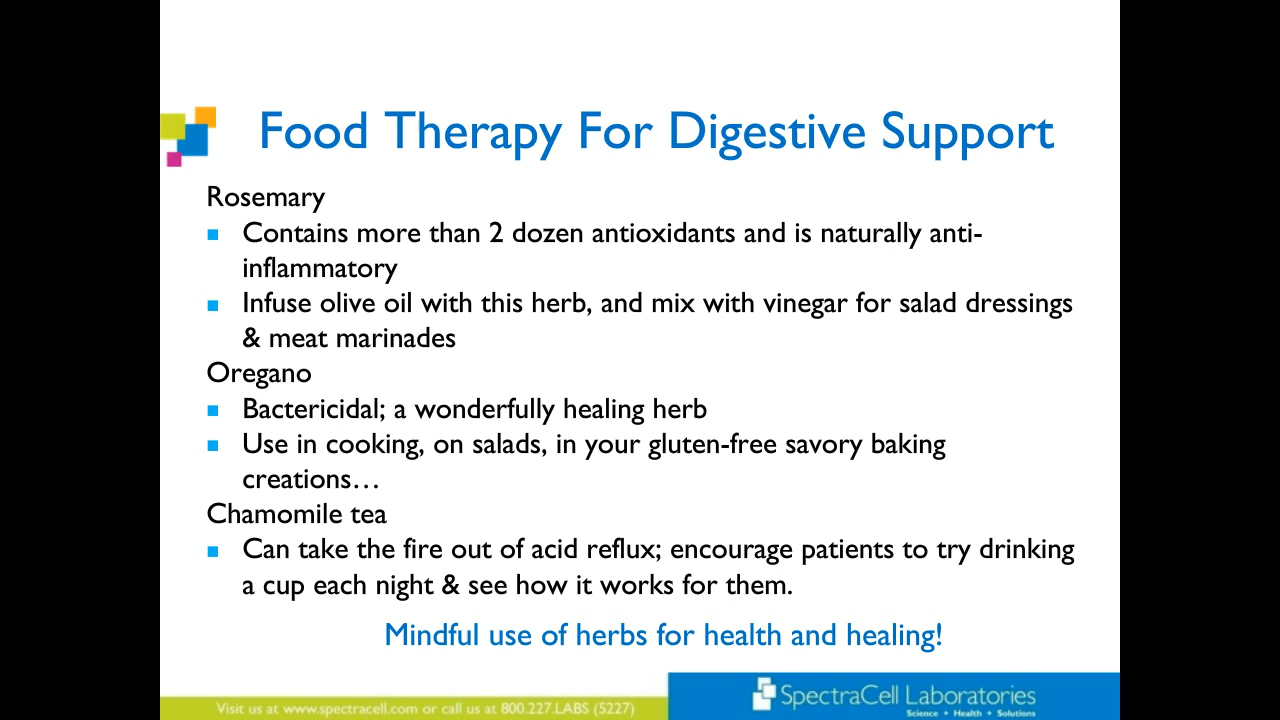 Food Therapy For Digestive Support
Rosemary
Contains more than 2 dozen antioxidants and is naturally anti-
inflammatory
Infuse olive oil with this herb, and mix with vinegar for salad dressings
& meat marinades
Oregano
Bactericidal; a wonderfully healing herb
Use in cooking, on salads, in your gluten-free savory baking
creations…
Chamomile tea
Can take the fire out of acid reflux; encourage patients to try drinking
a cup each night & see how it works for them.
Mindful use of herbs for health and healing!
Visit us at www.spectracell.com or call us at 800.227.LABS (5227)
SpectraCell Laboratories
Science + Health + Solutions